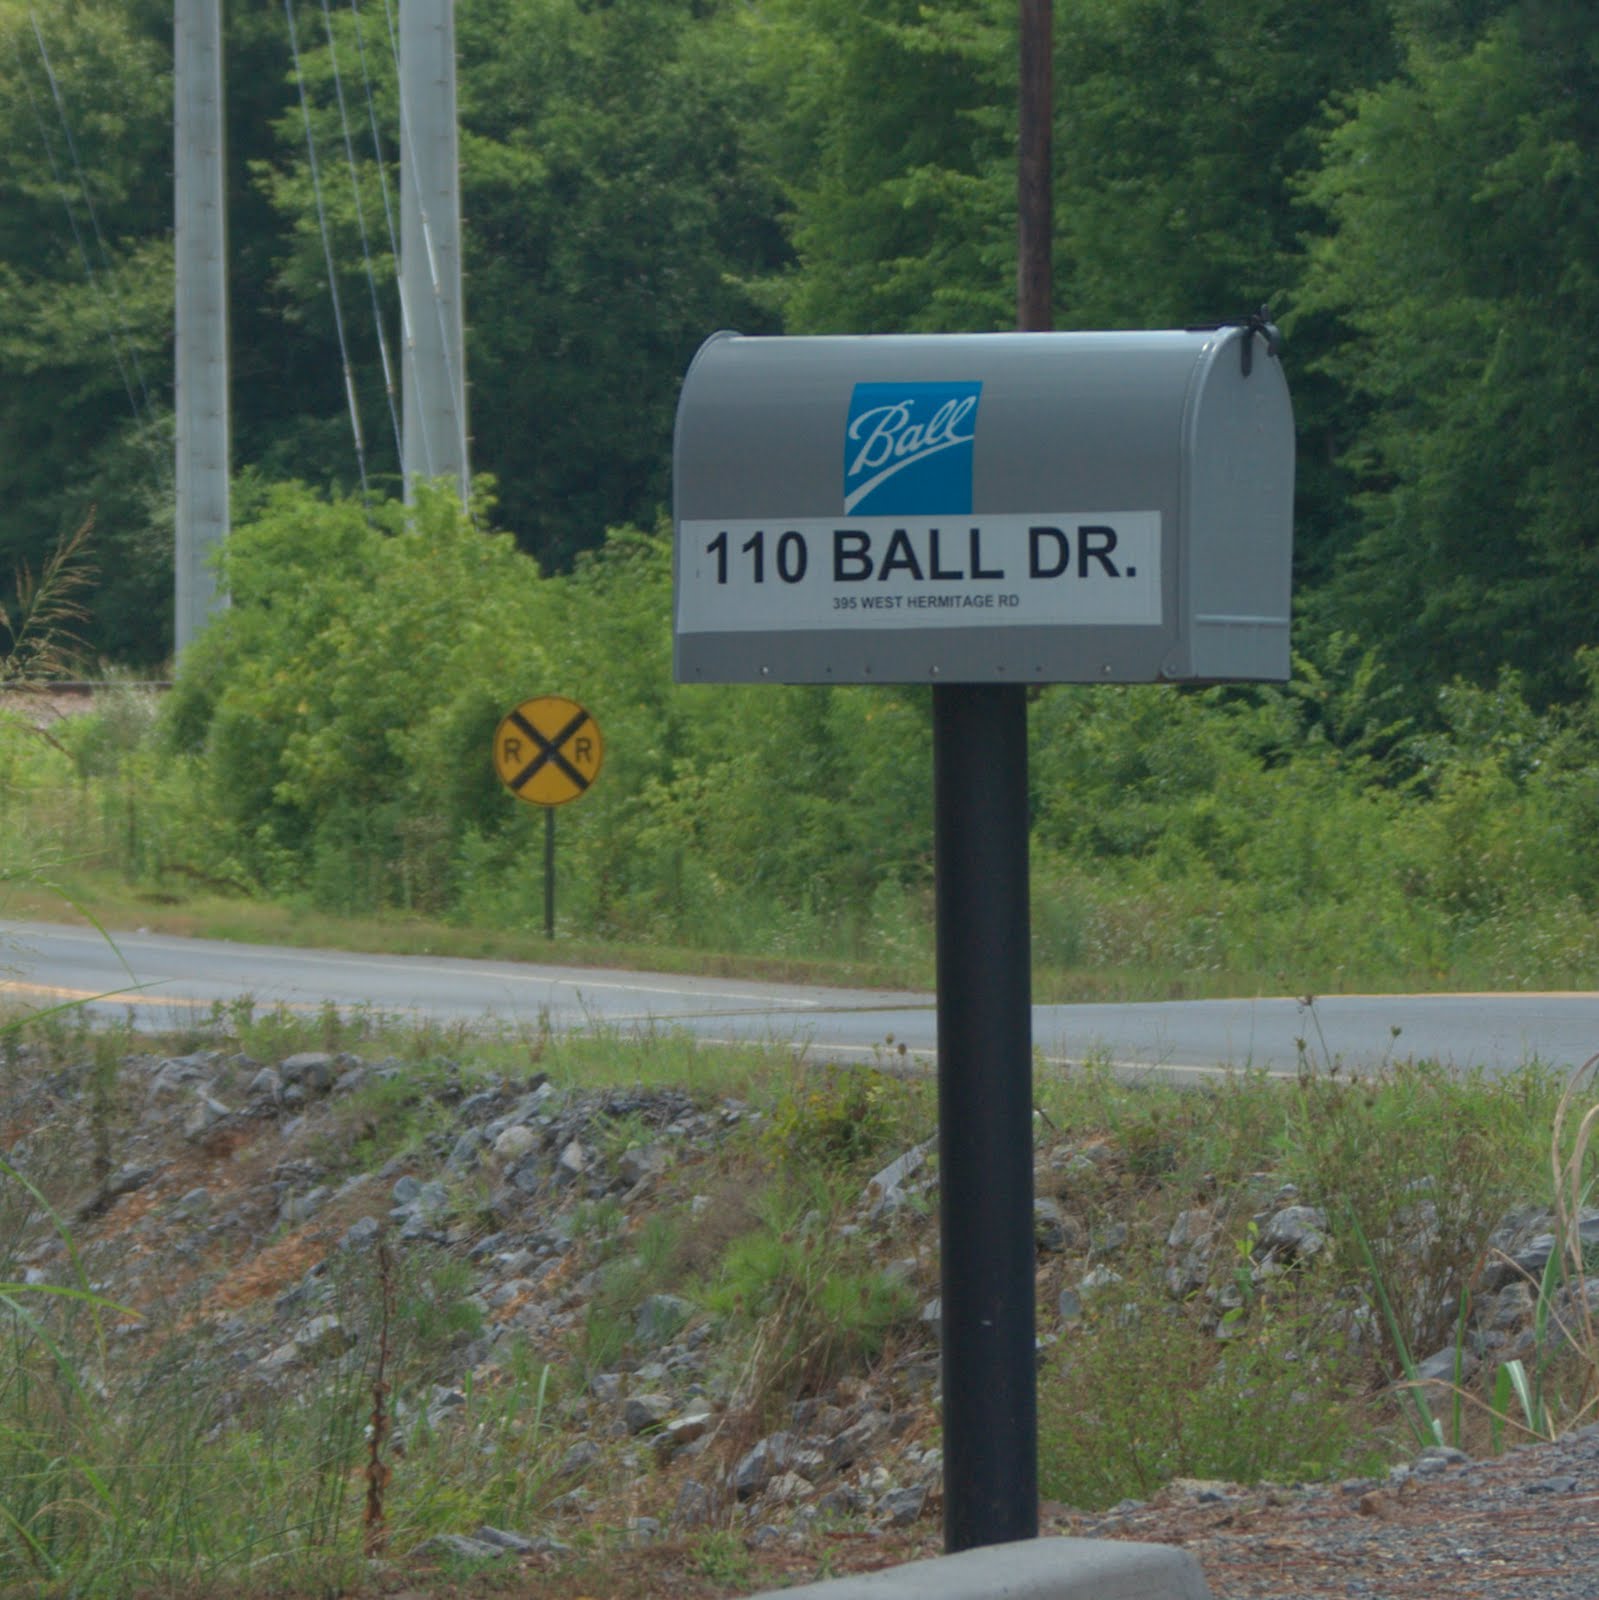 Ball
110 BALL DR.
395 WEST HERMITAGE RD
R R